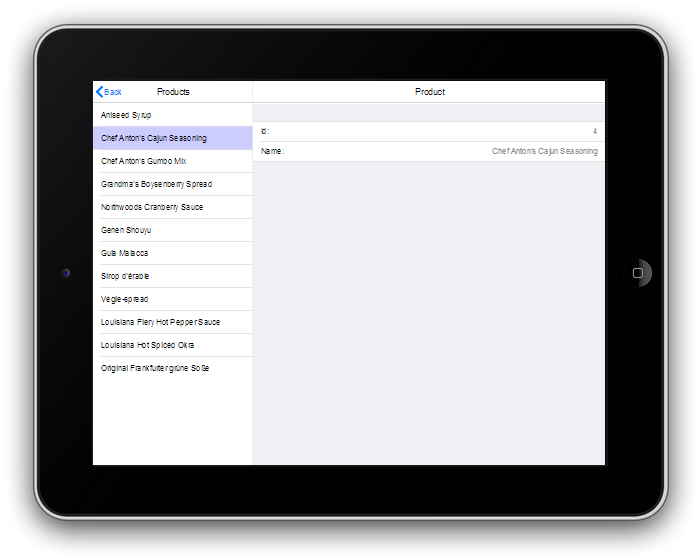 Back
Products
Product
Aniseed Syrup
Chef Anton's Cajun Seasoning
Chef Anton's Gumbo Mix
Grandma's Boysenberry Spread
Northwoods Cranberry Sauce
Genen Shouyu
Gula Malacca
Sirop d'érable
Vegie-spread
Louisiana Fiery Hot Pepper Sauce
Louisiana Hot Spiced Okra
Original Frankfurter grüne Soße
Id: 4
Name: Chef Anton's Cajun Seasoning